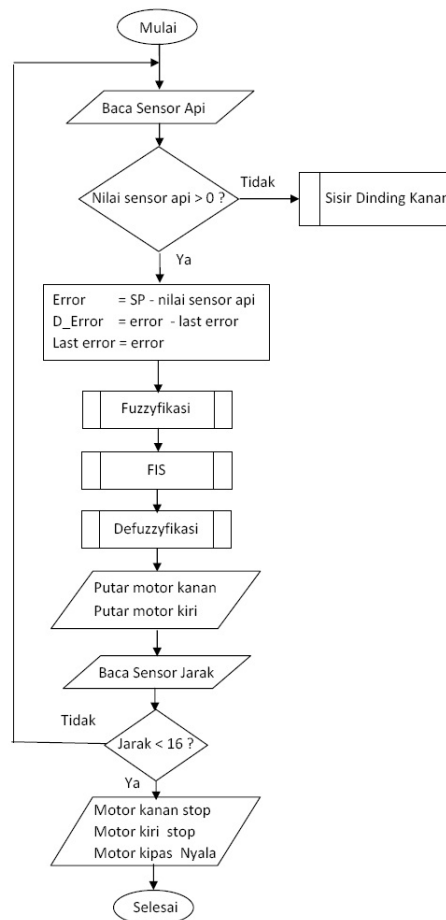 Mulai
Baca Sensor Api
Nilai sensor api > 0 ?
Tidak
Sisir Dinding Kanan
Ya
Error = SP - nilai sensor api
D_Error = error - last error
Last error = error
Fuzzyfikasi
FIS
Defuzzyfikasi
Putar motor kanan
Putar motor kiri
Baca Sensor Jarak
Tidak
Jarak < 16 ?
Ya
Motor kanan stop
Motor kiri stop
Motor kipas Nyala
Selesai